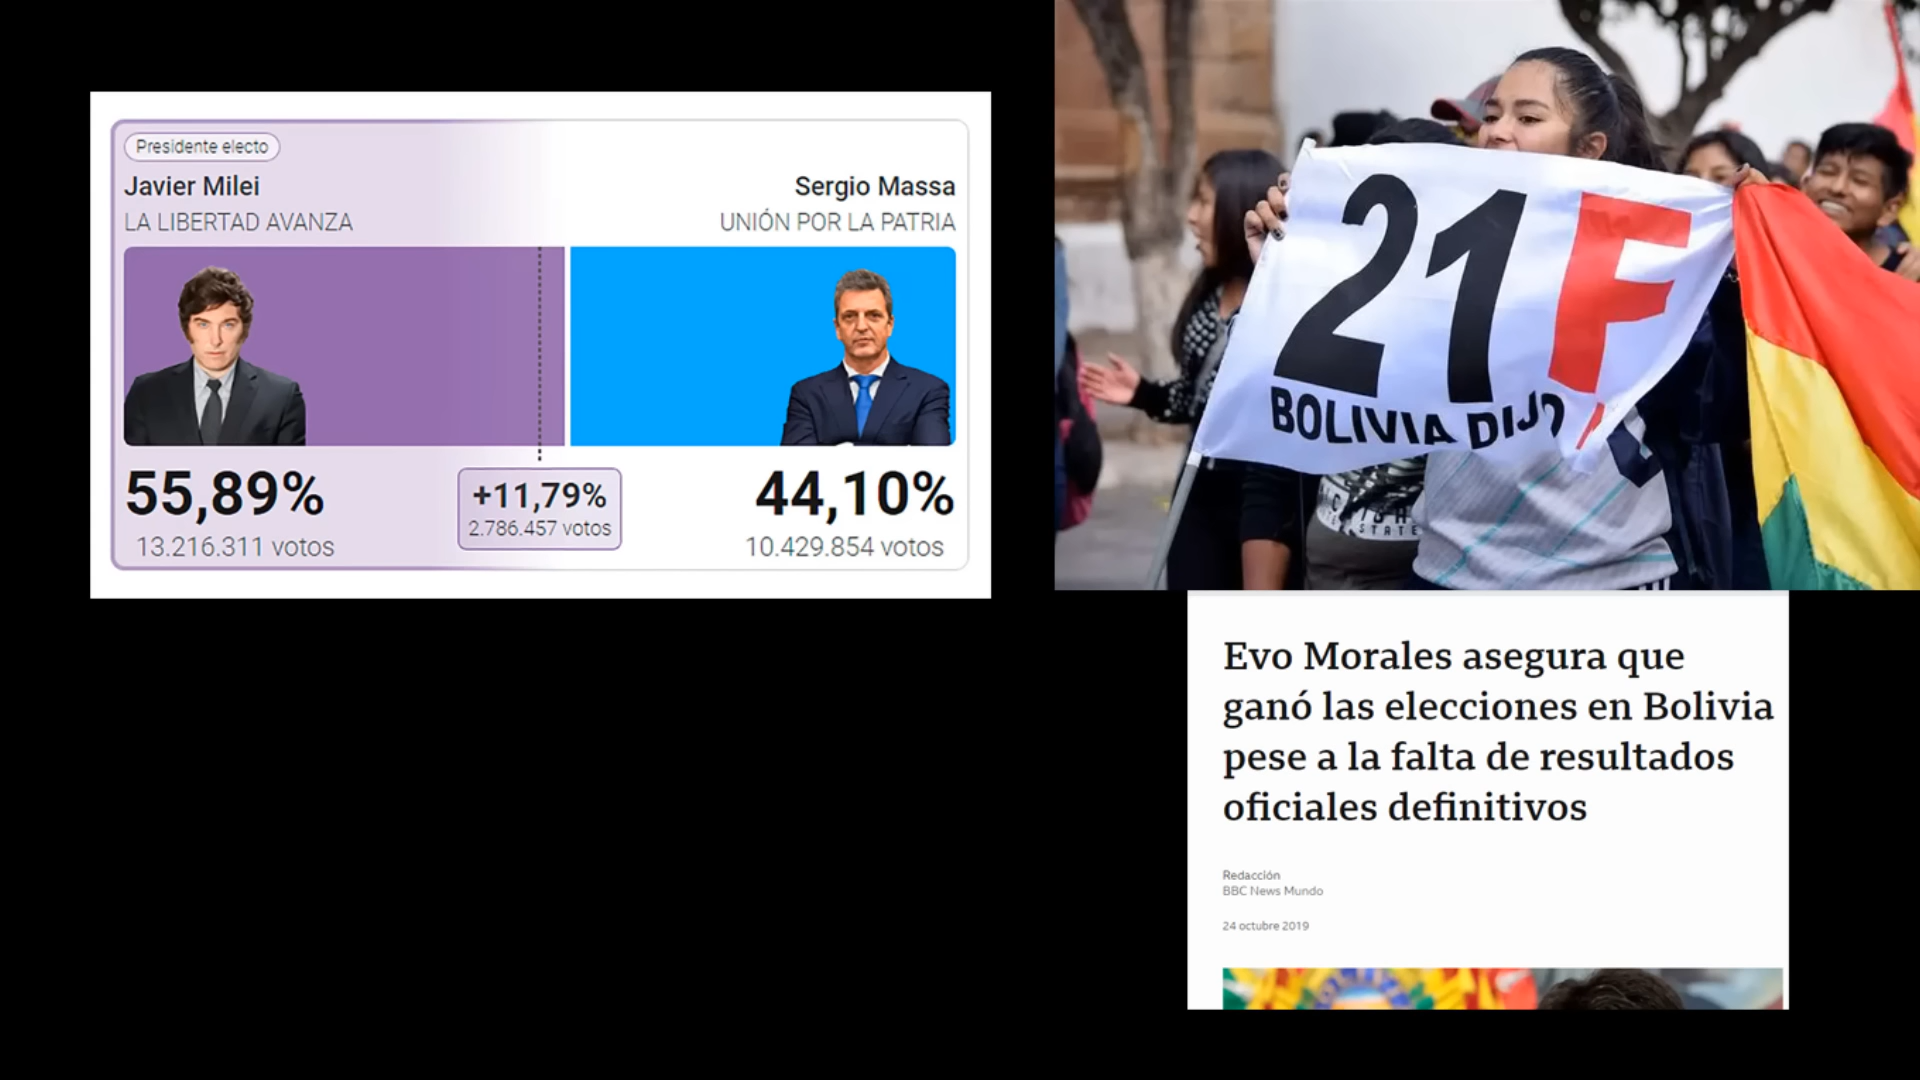 Presidente electo
Javier Milei
LA LIBERTAD AVANZA
Sergio Massa
UNIÓN POR LA PATRIA
55,89%
13.216.311 votos
+11,79%
2.786.457 votos
44,10%
10.429.854 votos
21F
BOLIVIA DIJO
STATE
Evo Morales asegura que
ganó las elecciones en Bolivia
pese a la falta de resultados
oficiales definitivos
Redacción
BBC News Mundo
24 octubre 2019